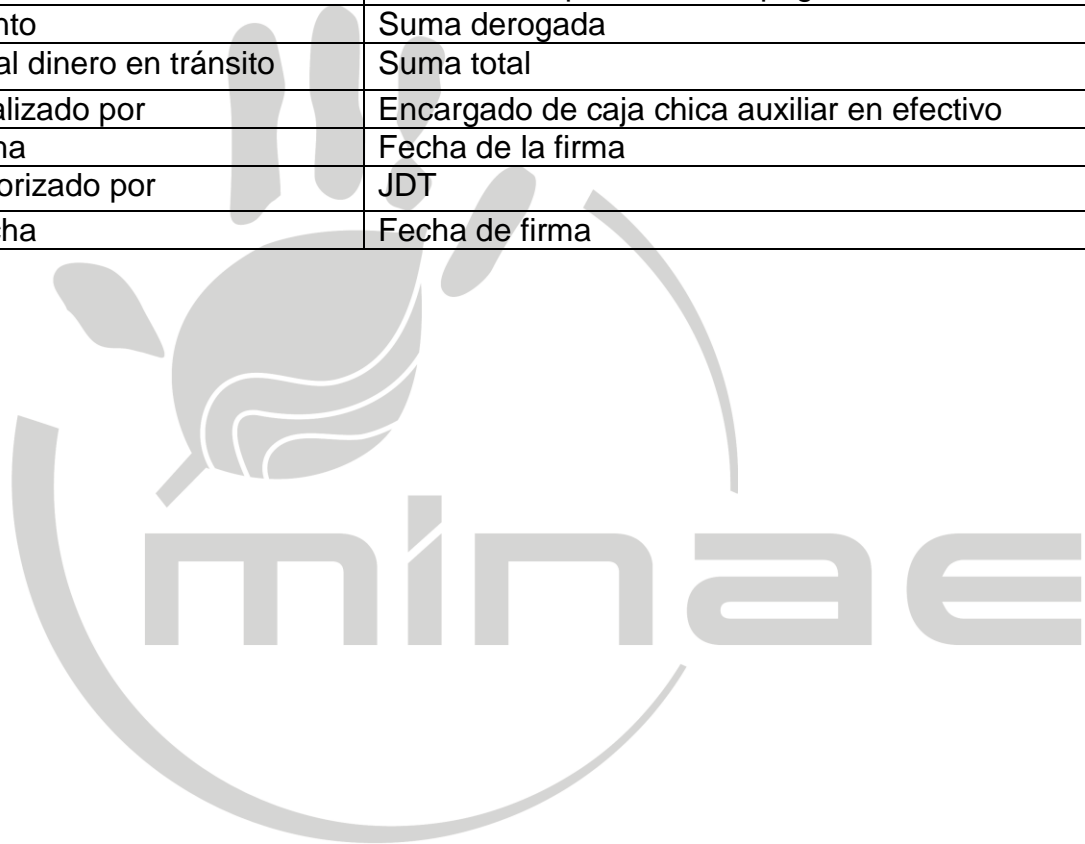 nto Suma derogada
al dinero en tránsito Suma total
alizado por Encargado de caja chica auxiliar en efectivo
na Fecha de la firma
orizado por JDT
cha Fecha de firma
minae